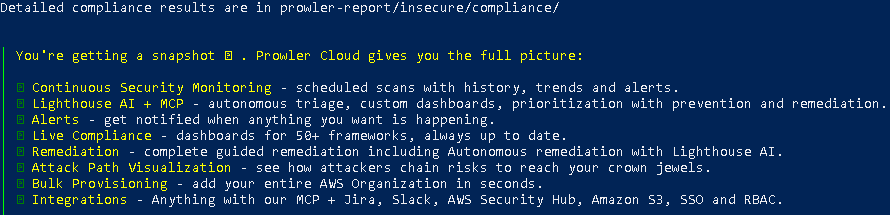 Detailed compliance results are in prowler-report/insecure/compliance/
You're getting a snapshot . Prowler Cloud gives you the full picture:
Continuous Security Monitoring - scheduled scans with history, trends and alerts.
Lighthouse AI + MCP - autonomous triage, custom dashboards, prioritization with prevention and remediation.
Alerts - get notified when anything you want is happening.
Live Compliance - dashboards for 50+ frameworks, always up to date.
Remediation - complete guided remediation including Autonomous remediation with Lighthouse AI.
Attack Path Visualization - see how attackers chain risks to reach your crown jewels.
Bulk Provisioning - add your entire AWS Organization in seconds.
Integrations - Anything with our MCP + Jira, Slack, AWS Security Hub, Amazon S3, SSO and RBAC.